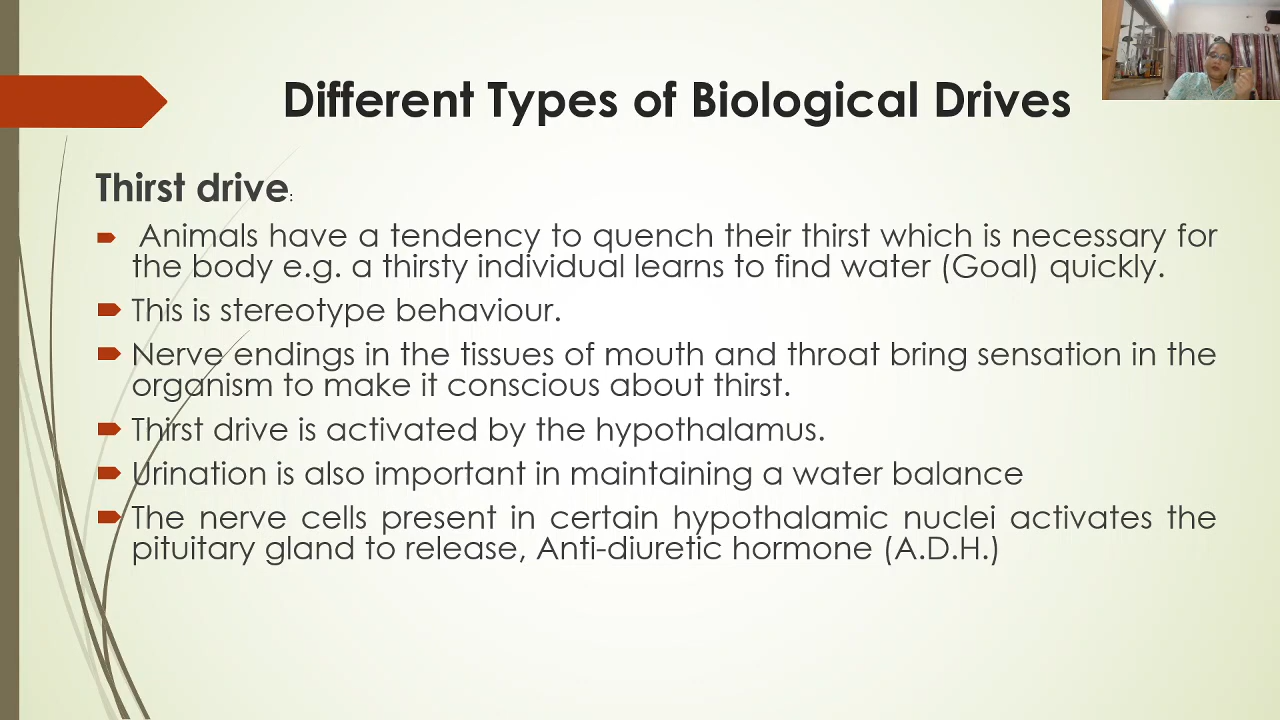 Different Types of Biological Drives
Thirst drive:
Animals have a tendency to quench their thirst which is necessary for
the body e.g. a thirsty individual learns to find water (Goal) quickly.
This is stereotype behaviour.
Nerve endings in the tissues of mouth and throat bring sensation in the
organism to make it conscious about thirst.
Thirst drive is activated by the hypothalamus.
Urination is also important in maintaining a water balance
The nerve cells present in certain hypothalamic nuclei activates the
pituitary gland to release, Anti-diuretic hormone (A.D.H.)